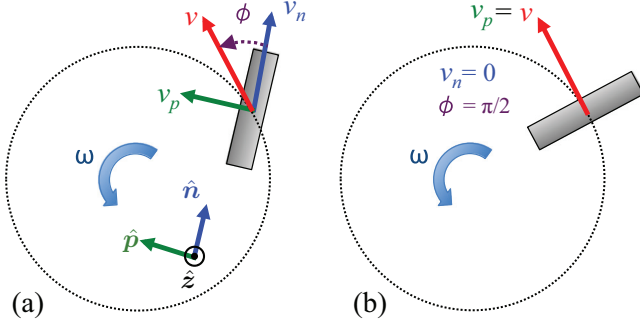 v
ϕ
v_n
v_p
ω
n̂
p̂
ẑ
(a)
v_p = v
v_n = 0
ϕ = π/2
ω
(b)